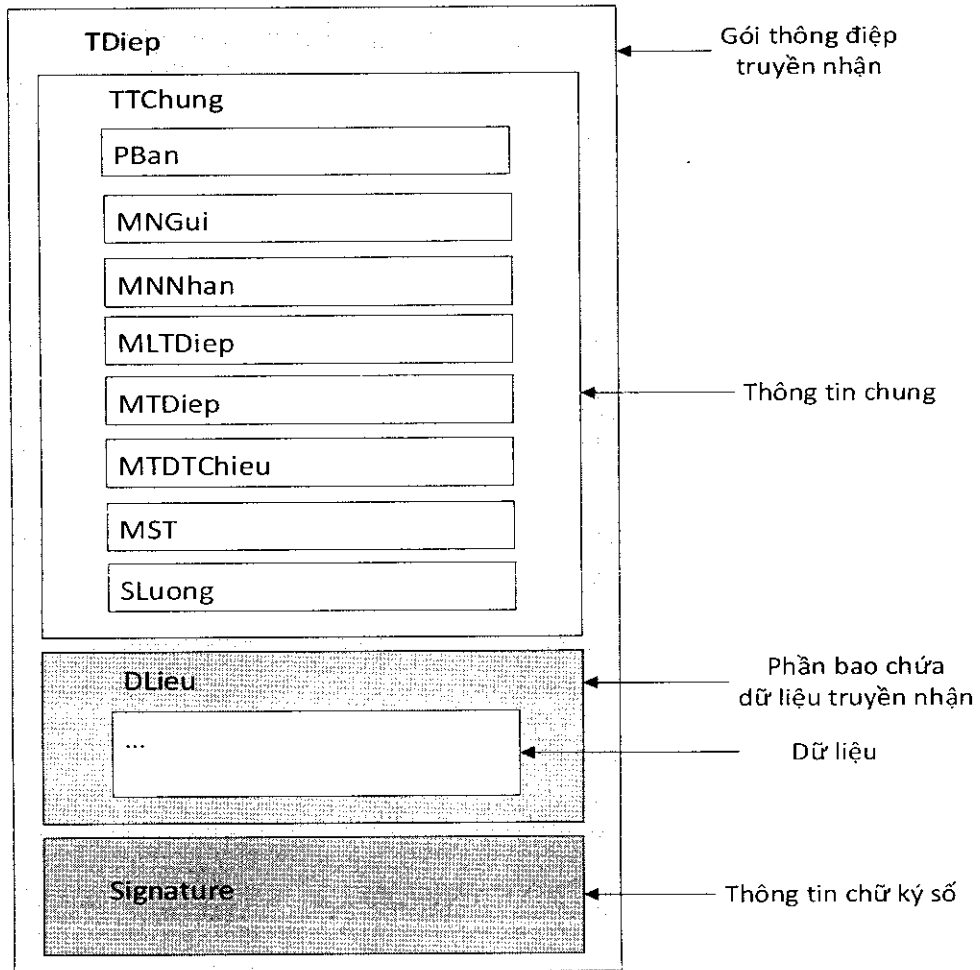 TDiep
Gói thông điệp
truyền nhận
TTChung
PBan
MNGui
MNNhan
MLTDiep
MTDiep
Thông tin chung
MTDTChieu
MST
SLuong
Phần bao chứa
dữ liệu truyền nhận
DLieu
...
Dữ liệu
Signature
Thông tin chữ ký số